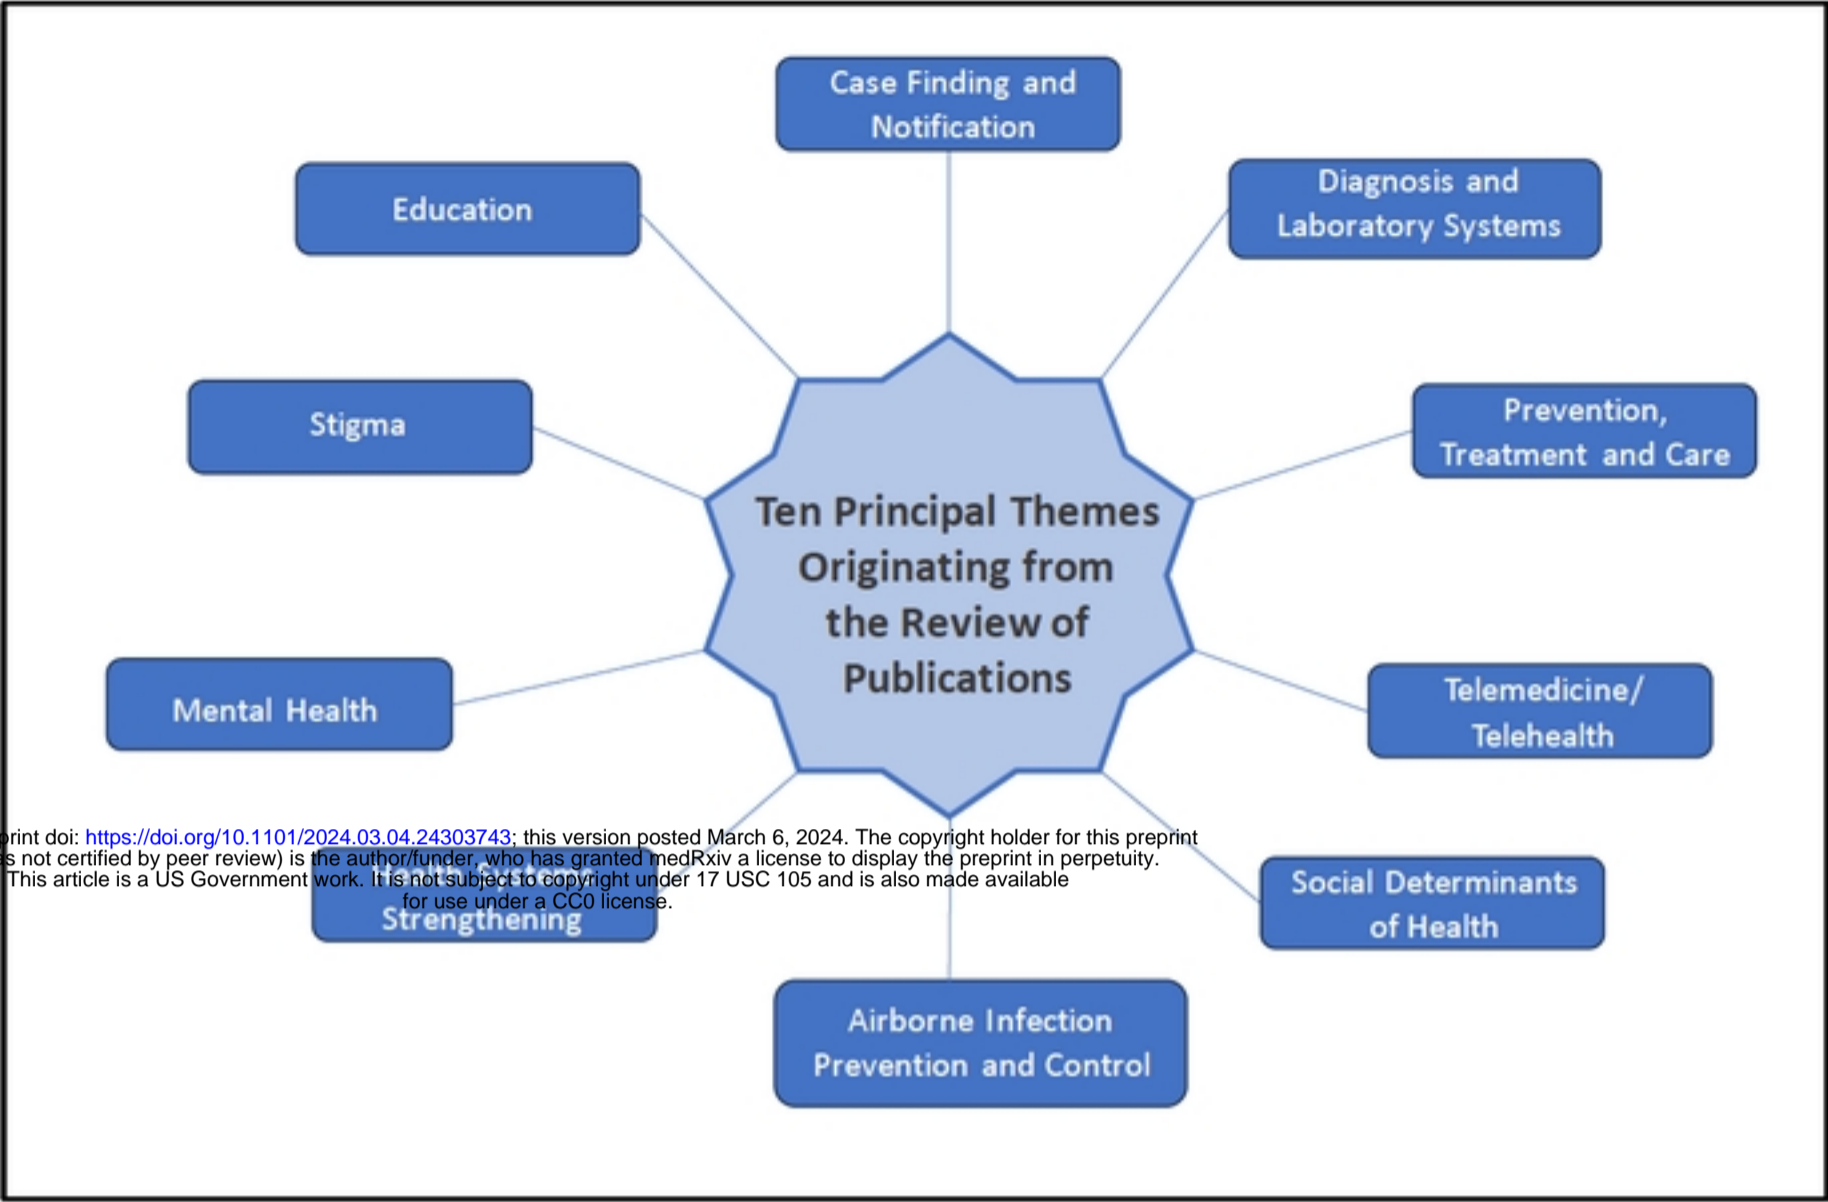 Case Finding and
Notification
Diagnosis and
Laboratory Systems
Education
Prevention,
Treatment and Care
Stigma
Ten Principal Themes
Originating from
the Review of
Publications
Telemedicine/
Telehealth
Mental Health
print doi: https://doi.org/10.1101/2024.03.04.24303743; this version posted March 6, 2024. The copyright holder for this preprint
s not certified by peer review) is the author/funder, who has granted medRxiv a license to display the preprint in perpetuity.
This article is a US Government work. It is not subject to copyright under 17 USC 105 and is also made available
for use under a CC0 license.
Health Systems
Strengthening
Social Determinants
of Health
Airborne Infection
Prevention and Control